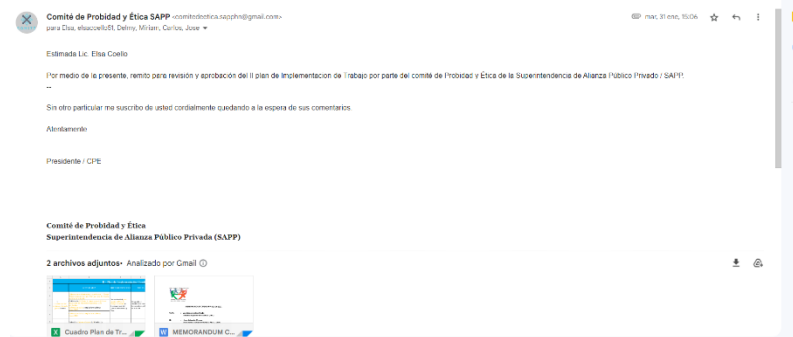 Comité de Probidad y Ética SAPP <comitedeetica.sapphn@gmail.com>
mar, 31 ene, 15:06
para Elsa, elsacoello61, Delmy, Miriam, Carlos, Jose
Estimada Lic. Elsa Coello
Por medio de la presente, remito para revisión y aprobación del II plan de Implementacion de Trabajo por parte del comité de Probidad y Ética de la Superintendencia de Alianza Público Privado / SAPP.
--
Sin otro particular me suscribo de usted cordialmente quedando a la espera de sus comentarios
Atentamente
Presidente / CPE
Comité de Probidad y Ética
Superintendencia de Alianza Público Privada (SAPP)
2 archivos adjuntos • Analizado por Gmail
X Cuadro Plan de Tr...
W MEMORANDUM C...